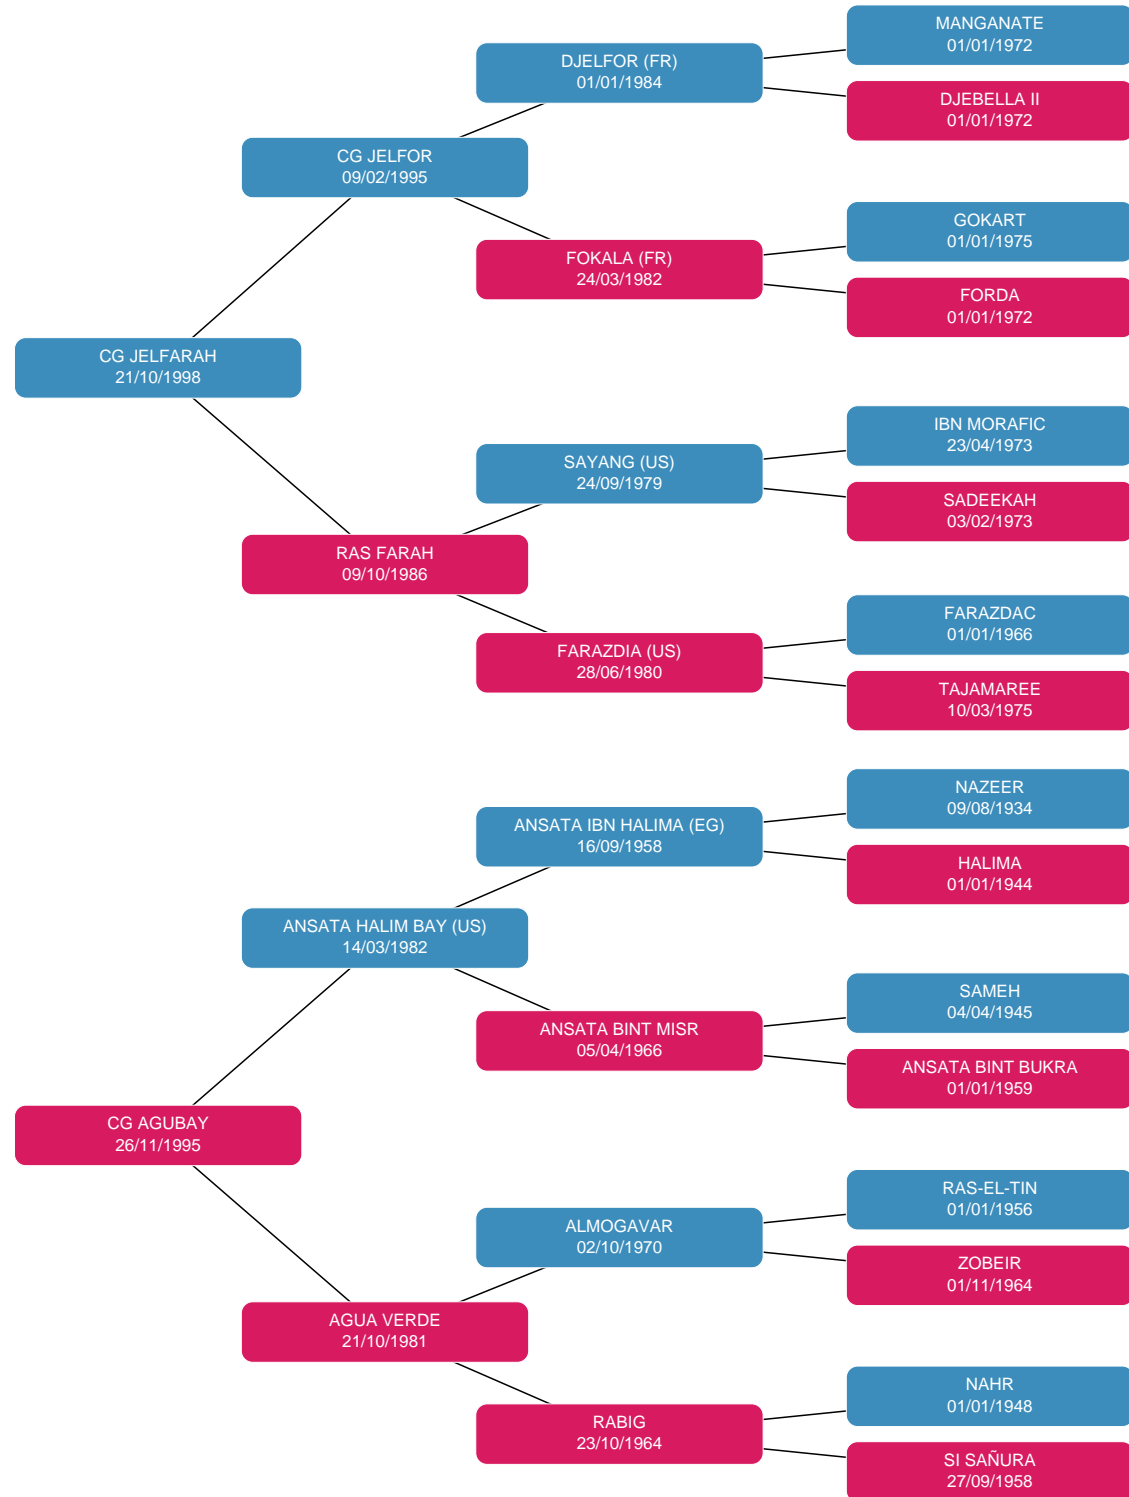 MANGANATE
01/01/1972
DJELFOR (FR)
01/01/1984
DJEBELLA II
01/01/1972
CG JELFOR
09/02/1995
GOKART
01/01/1975
FOKALA (FR)
24/03/1982
FORDA
01/01/1972
CG JELFARAH
21/10/1998
IBN MORAFIC
23/04/1973
SAYANG (US)
24/09/1979
SADEEKAH
03/02/1973
RAS FARAH
09/10/1986
FARAZDAC
01/01/1966
FARAZDIA (US)
28/06/1980
TAJAMAREE
10/03/1975
NAZEER
09/08/1934
ANSATA IBN HALIMA (EG)
16/09/1958
HALIMA
01/01/1944
ANSATA HALIM BAY (US)
14/03/1982
SAMEH
04/04/1945
ANSATA BINT MISR
05/04/1966
ANSATA BINT BUKRA
01/01/1959
CG AGUBAY
26/11/1995
RAS-EL-TIN
01/01/1956
ALMOGAVAR
02/10/1970
ZOBEIR
01/11/1964
AGUA VERDE
21/10/1981
NAHR
01/01/1948
RABIG
23/10/1964
SI SAÑURA
27/09/1958